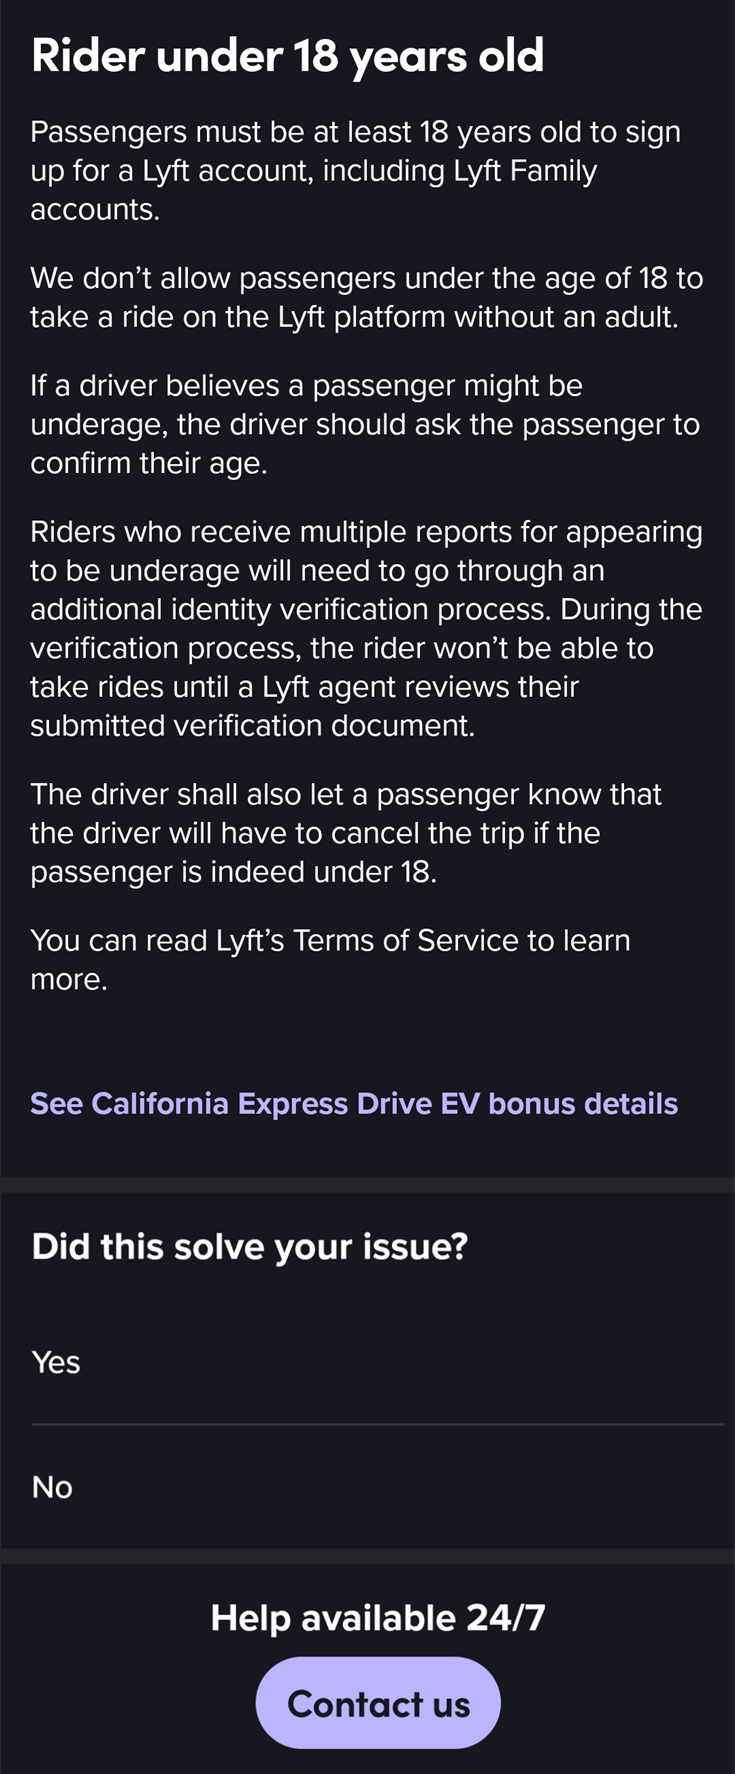 Rider under 18 years old
Passengers must be at least 18 years old to sign
up for a Lyft account, including Lyft Family
accounts.
We don’t allow passengers under the age of 18 to
take a ride on the Lyft platform without an adult.
If a driver believes a passenger might be
underage, the driver should ask the passenger to
confirm their age.
Riders who receive multiple reports for appearing
to be underage will need to go through an
additional identity verification process. During the
verification process, the rider won’t be able to
take rides until a Lyft agent reviews their
submitted verification document.
The driver shall also let a passenger know that
the driver will have to cancel the trip if the
passenger is indeed under 18.
You can read Lyft’s Terms of Service to learn
more.
See California Express Drive EV bonus details
Did this solve your issue?
Yes
No
Help available 24/7
Contact us